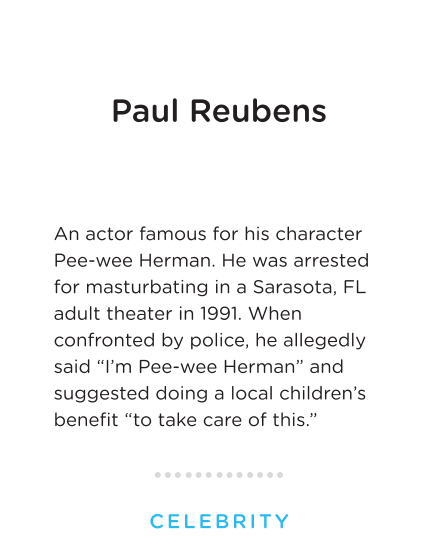 Paul Reubens
An actor famous for his character
Pee-wee Herman. He was arrested
for masturbating in a Sarasota, FL
adult theater in 1991. When
confronted by police, he allegedly
said “I’m Pee-wee Herman” and
suggested doing a local children’s
benefit “to take care of this.”
CELEBRITY